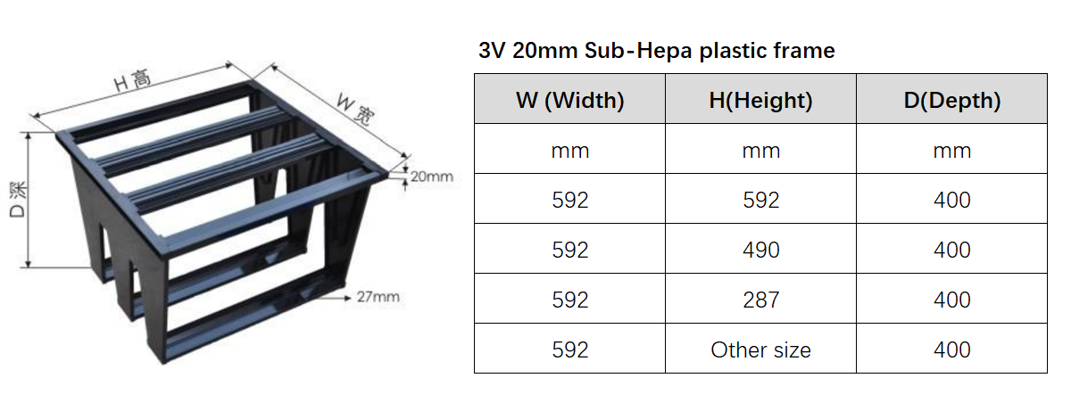 H 高
W 宽
D 深
20mm
27mm
3V 20mm Sub-Hepa plastic frame
W (Width) H(Height) D(Depth)
mm mm mm
592 592 400
592 490 400
592 287 400
592 Other size 400